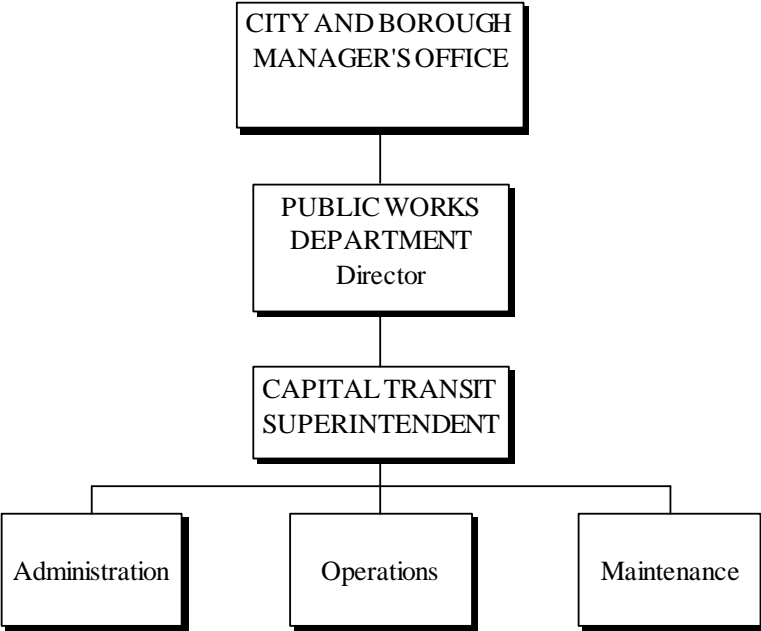 CITY AND BOROUGH
MANAGER'S OFFICE
PUBLIC WORKS
DEPARTMENT
Director
CAPITAL TRANSIT
SUPERINTENDENT
Administration
Operations
Maintenance